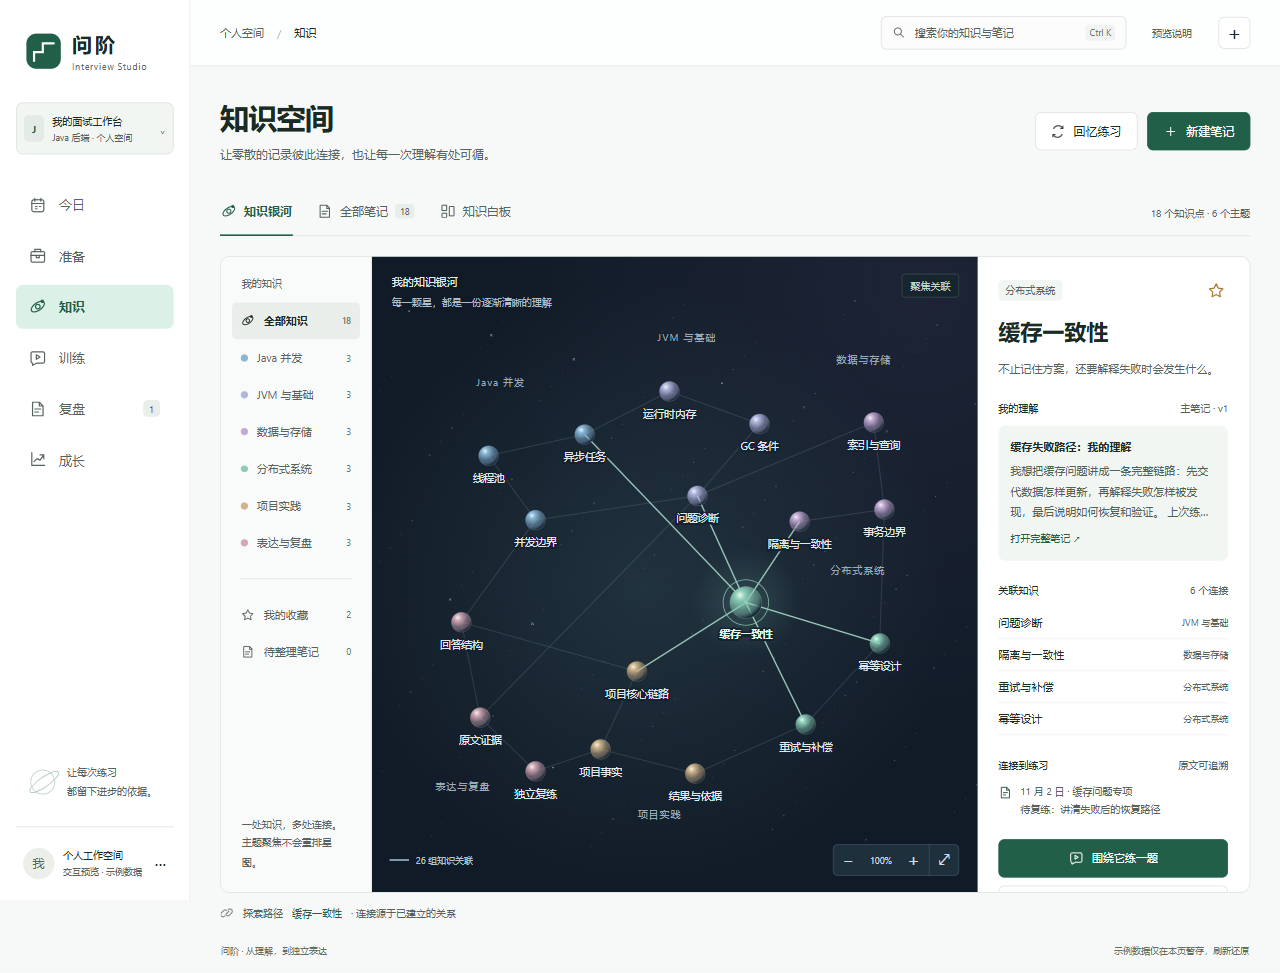 问阶
Interview Studio
J
我的面试工作台
Java 后端 · 个人空间
今日
准备
知识
训练
复盘
1
成长
让每次练习
都留下进步的依据。
我
个人工作空间
交互预览 · 示例数据
个人空间 / 知识
搜索你的知识与笔记
Ctrl K
预览说明
知识空间
让零散的记录彼此连接，也让每一次理解有处可循。
回忆练习
新建笔记
知识银河
全部笔记 18
知识白板
18 个知识点 · 6 个主题
我的知识
全部知识 18
Java 并发 3
JVM 与基础 3
数据与存储 3
分布式系统 3
项目实践 3
表达与复盘 3
我的收藏 2
待整理笔记 0
一处知识，多处连接。
主题聚焦不会重排星
图。
我的知识银河
每一颗星，都是一份逐渐清晰的理解
聚焦关联
JVM 与基础
数据与存储
Java 并发
运行时内存
GC 条件
索引与查询
异步任务
线程池
问题诊断
并发边界
隔离与一致性
事务边界
分布式系统
缓存一致性
回答结构
幂等设计
项目核心链路
原文证据
重试与补偿
项目事实
表达与复盘
独立复练
结果与依据
项目实践
26 组知识关联
100%
分布式系统
缓存一致性
不止记住方案，还要解释失败时会发生什么。
我的理解
主笔记 · v1
缓存失败路径：我的理解
我想把缓存问题讲成一条完整链路：先交
代数据怎样更新，再解释失败怎样被发
现，最后说明如何恢复和验证。 上次练...
打开完整笔记 ↗
关联知识
6 个连接
问题诊断 JVM 与基础
隔离与一致性 数据与存储
重试与补偿 分布式系统
幂等设计 分布式系统
连接到练习
原文可追溯
11 月 2 日 · 缓存问题专项
待复练：讲清失败后的恢复路径
围绕它练一题
探索路径 缓存一致性 · 连接源于已建立的关系
问阶 · 从理解，到独立表达
示例数据仅在本页暂存，刷新还原